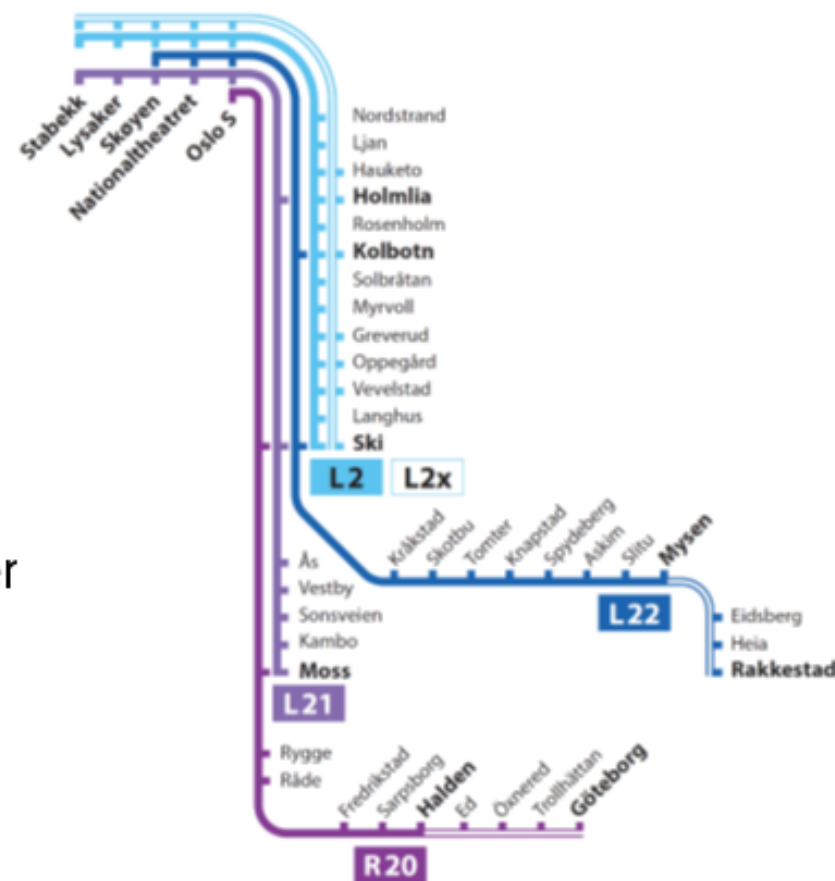 Stabekk
Lysaker
Skøyen
Nationaltheatret
Oslo S
Nordstrand
Ljan
Hauketo
Holmlia
Rosenholm
Kolbotn
Solbråtan
Myrvoll
Greverud
Oppegård
Vevelstad
Langhus
Ski
L2 L2x
Kråkstad
Skotbu
Tomter
Knapstad
Spydeberg
Askim
Slitu
Mysen
er
Ås
Vestby
Sonsveien
Kambo
Moss
L22
Eidsberg
Heia
Rakkestad
L21
Rygge
Råde
Fredrikstad
Sarpsborg
Halden
Ed
Öxnered
Trollhättan
Göteborg
R20